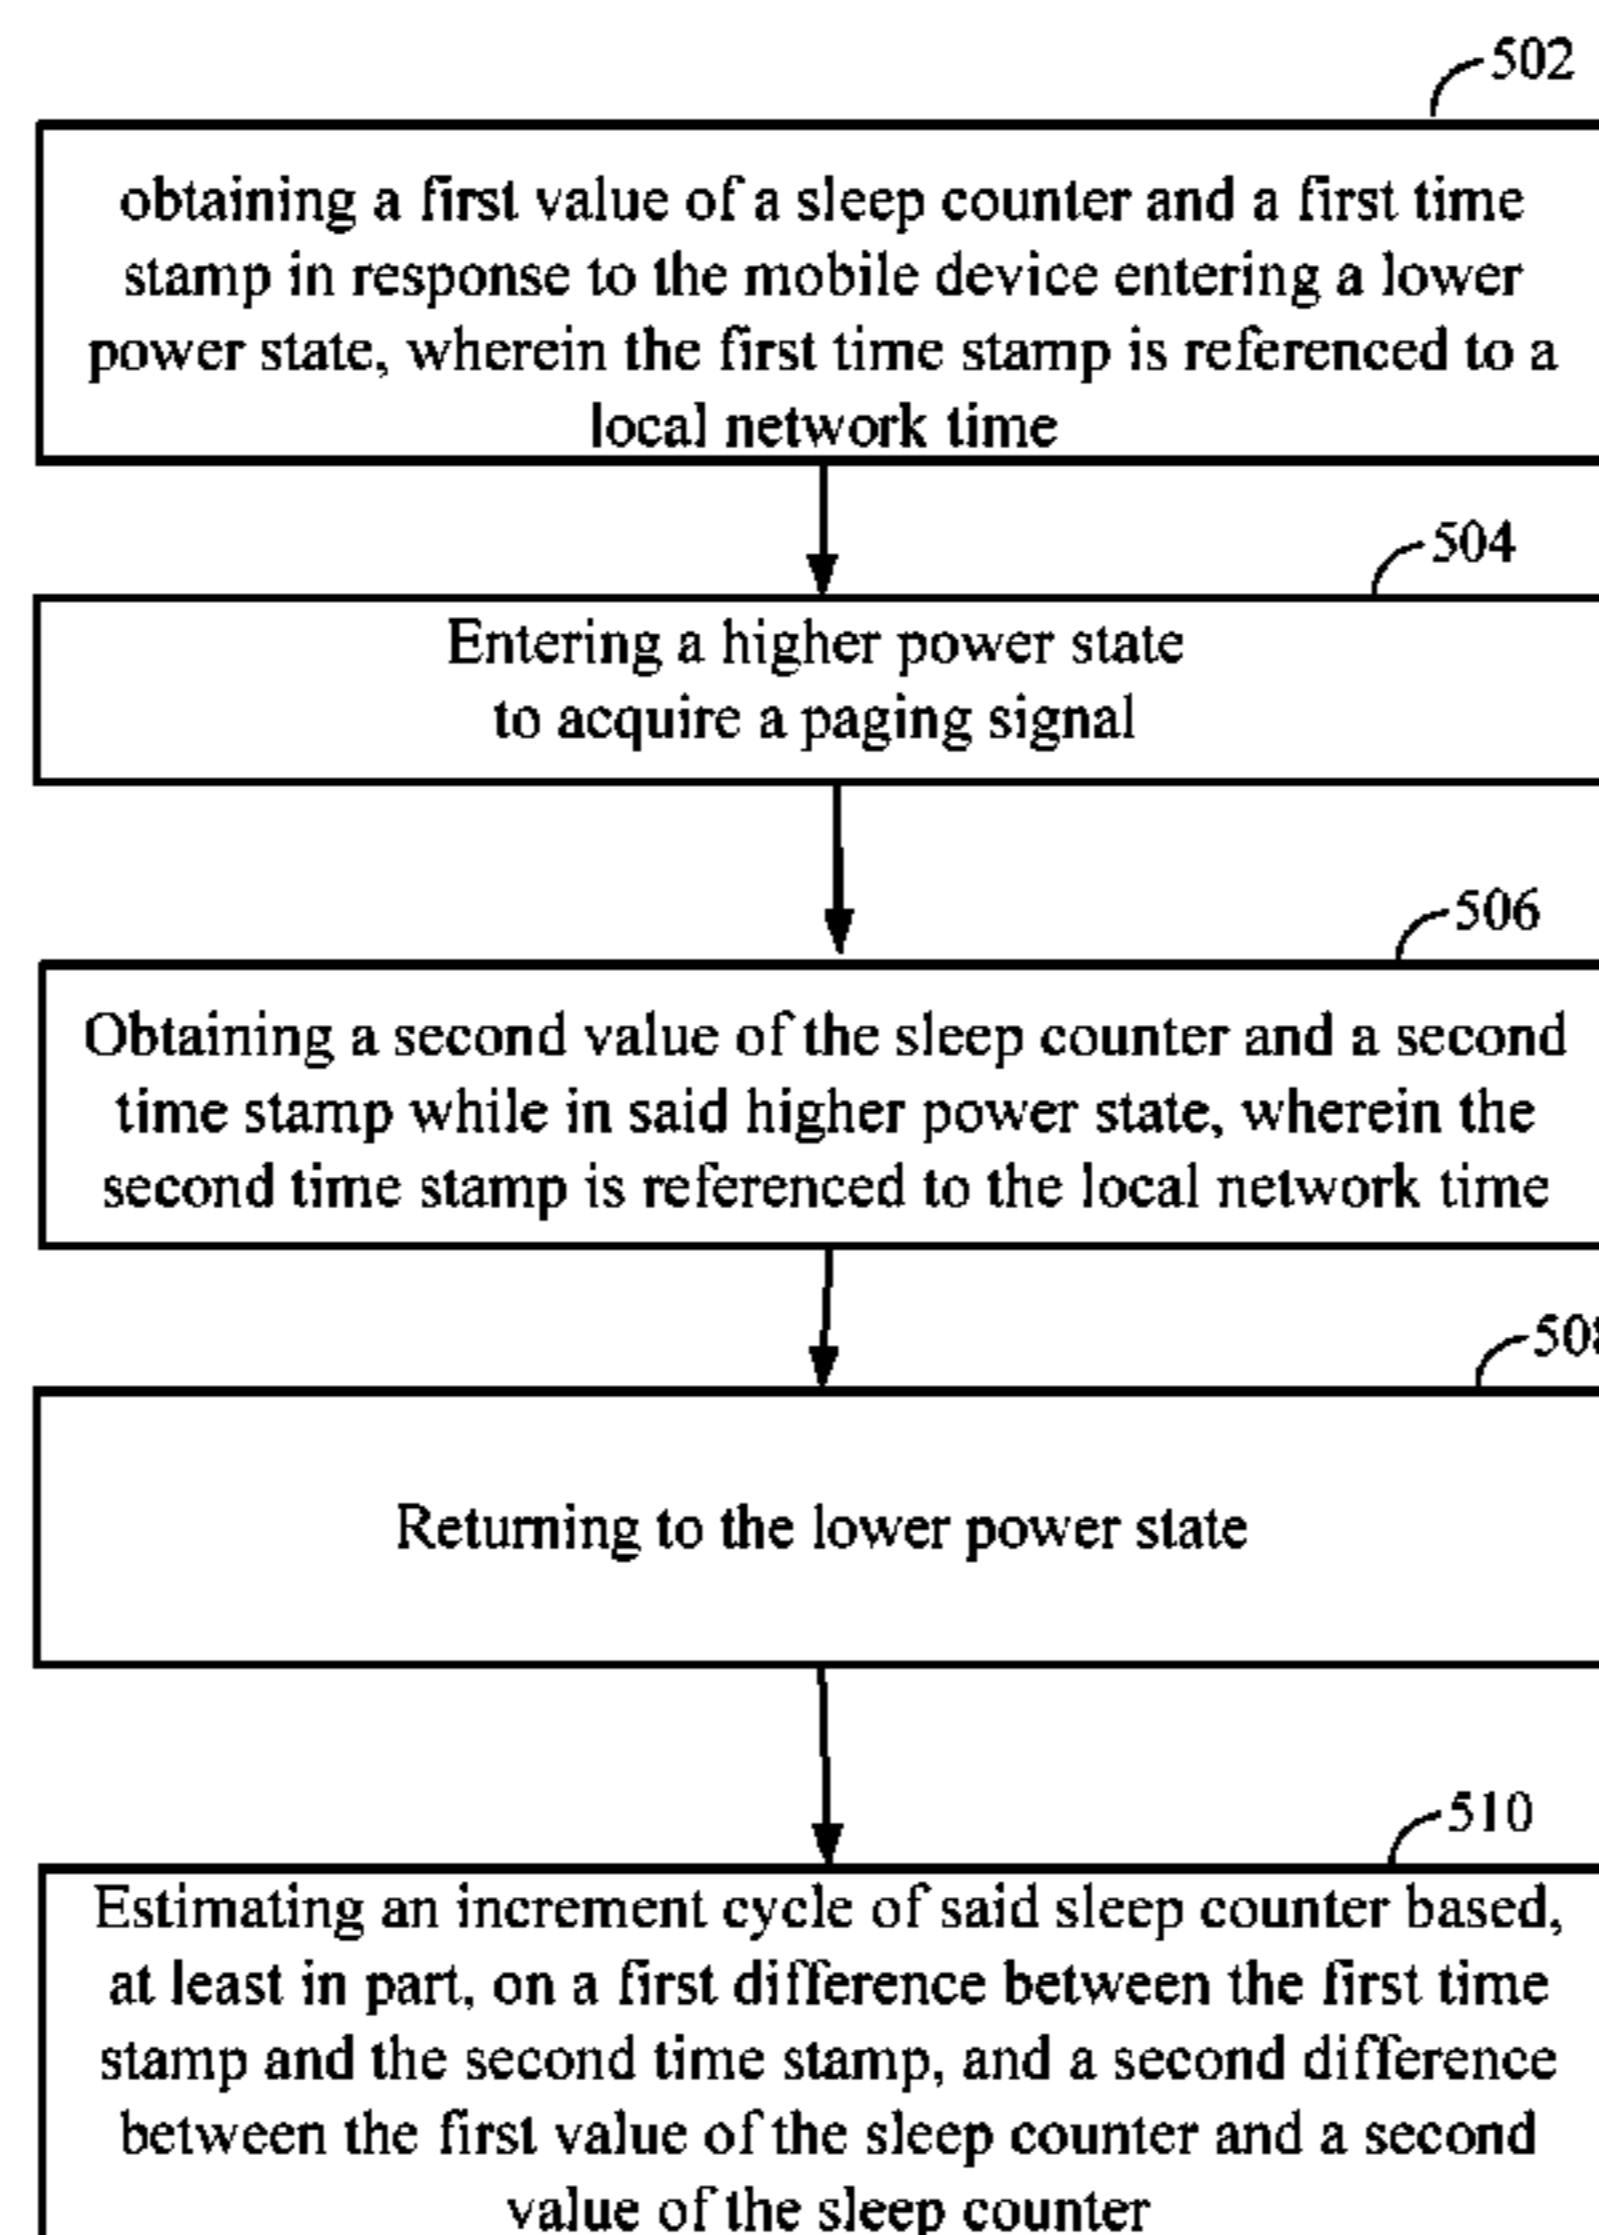 502
obtaining a first value of a sleep counter and a first time
stamp in response to the mobile device entering a lower
power state, wherein the first time stamp is referenced to a
local network time
504
Entering a higher power state
to acquire a paging signal
506
Obtaining a second value of the sleep counter and a second
time stamp while in said higher power state, wherein the
second time stamp is referenced to the local network time
508
Returning to the lower power state
510
Estimating an increment cycle of said sleep counter based,
at least in part, on a first difference between the first time
stamp and the second time stamp, and a second difference
between the first value of the sleep counter and a second
value of the sleep counter